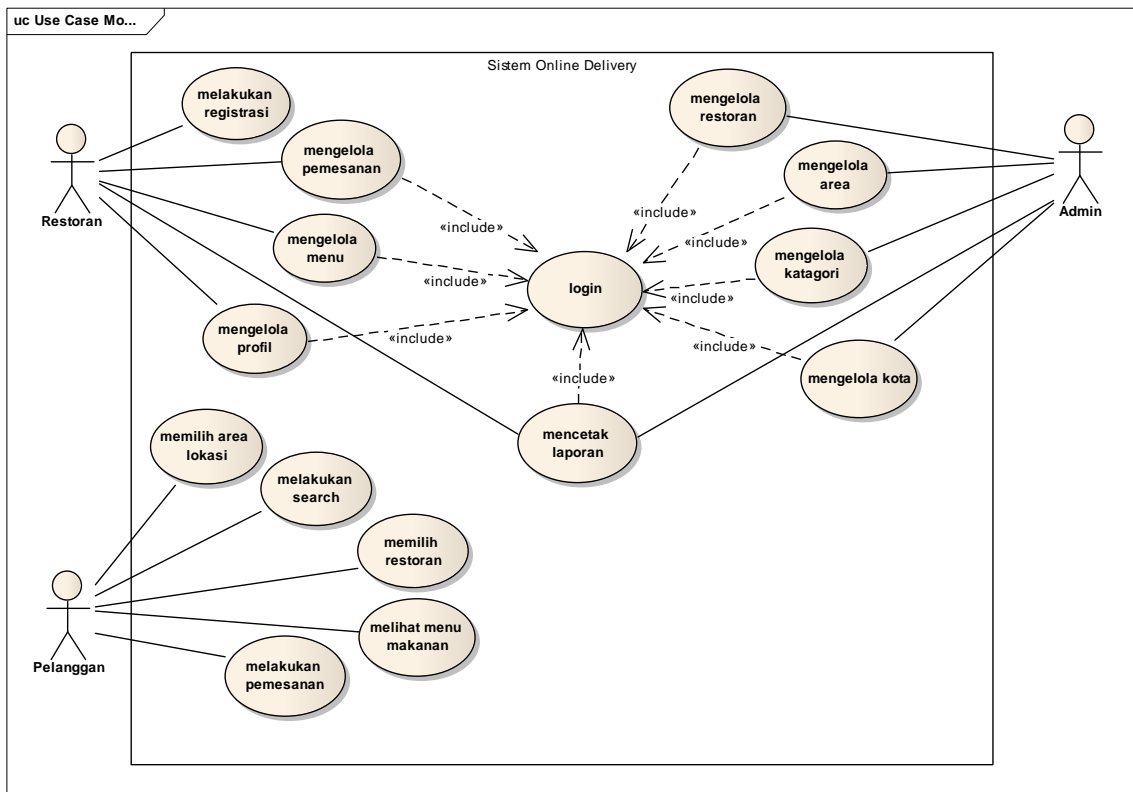 uc Use Case Mo...
Sistem Online Delivery
melakukan
registrasi
mengelola
pemesanan
mengelola
menu
mengelola
profil
Restoran
mengelola
restoran
mengelola
area
mengelola
katagori
mengelola kota
Admin
login
«include»
«include»
«include»
«include»
«include»
«include»
«include»
«include»
mencetak
laporan
memilih area
lokasi
melakukan
search
memilih
restoran
melihat menu
makanan
melakukan
pemesanan
Pelanggan